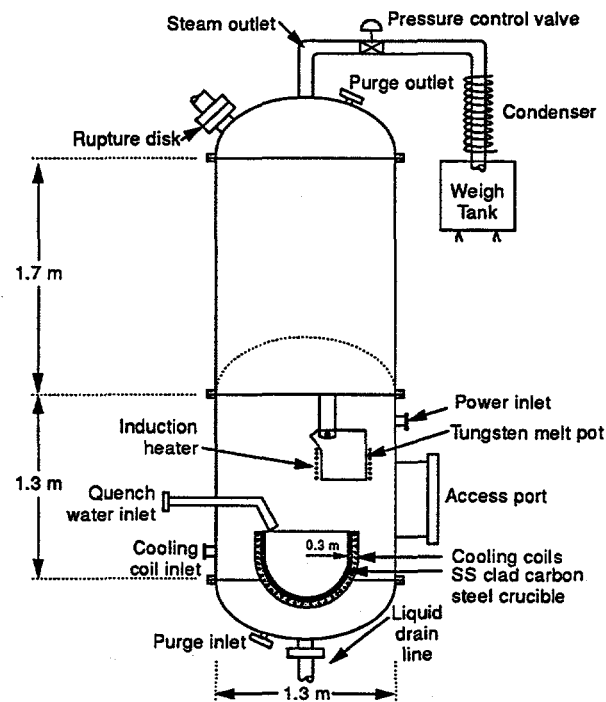 Steam outlet
Pressure control valve
Purge outlet
Rupture disk
Condenser
Weigh
Tank
1.7 m
Power inlet
Induction
heater
Tungsten melt pot
1.3 m
Quench
water inlet
Access port
0.3 m
Cooling
coil inlet
Cooling coils
SS clad carbon
steel crucible
Purge inlet
Liquid
drain
line
1.3 m